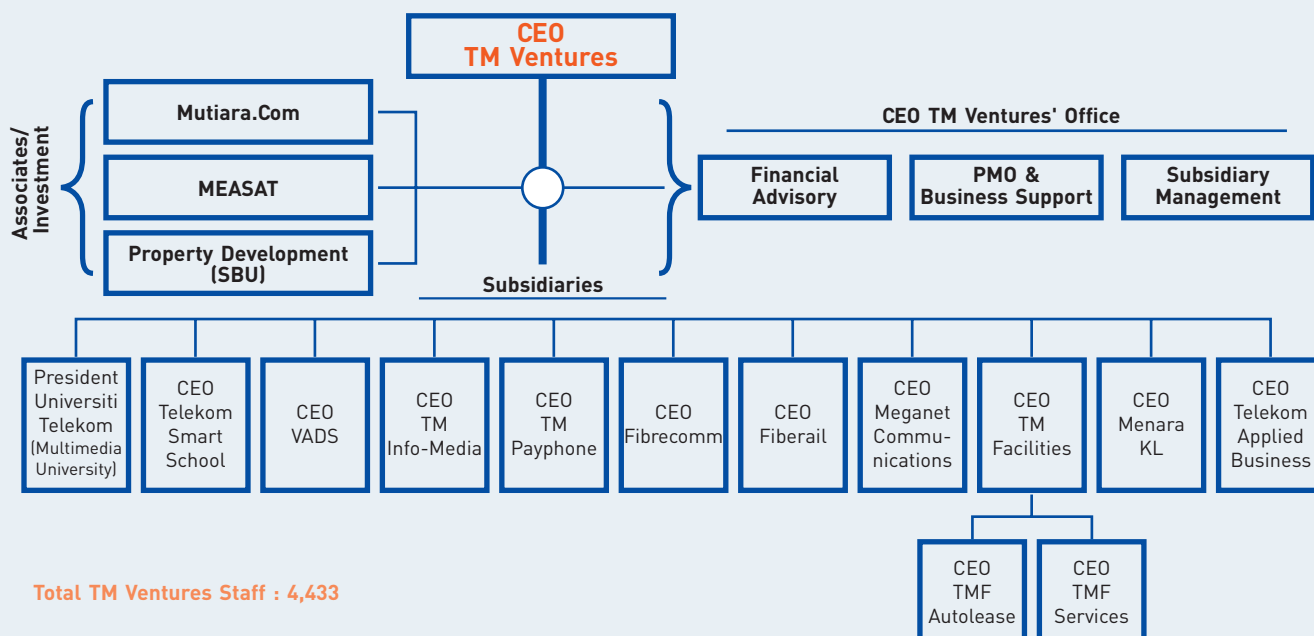 CEO
TM Ventures
Associates/
Investment
Mutiara.Com
MEASAT
Property Development
(SBU)
CEO TM Ventures' Office
Financial
Advisory
PMO &
Business Support
Subsidiary
Management
Subsidiaries
President
Universiti
Telekom
(Multimedia
University)
CEO
Telekom
Smart
School
CEO
VADS
CEO
TM
Info-Media
CEO
TM
Payphone
CEO
Fibrecomm
CEO
Fiberail
CEO
Meganet
Commu-
nications
CEO
TM
Facilities
CEO
Menara
KL
CEO
Telekom
Applied
Business
CEO
TMF
Autolease
CEO
TMF
Services
Total TM Ventures Staff : 4,433